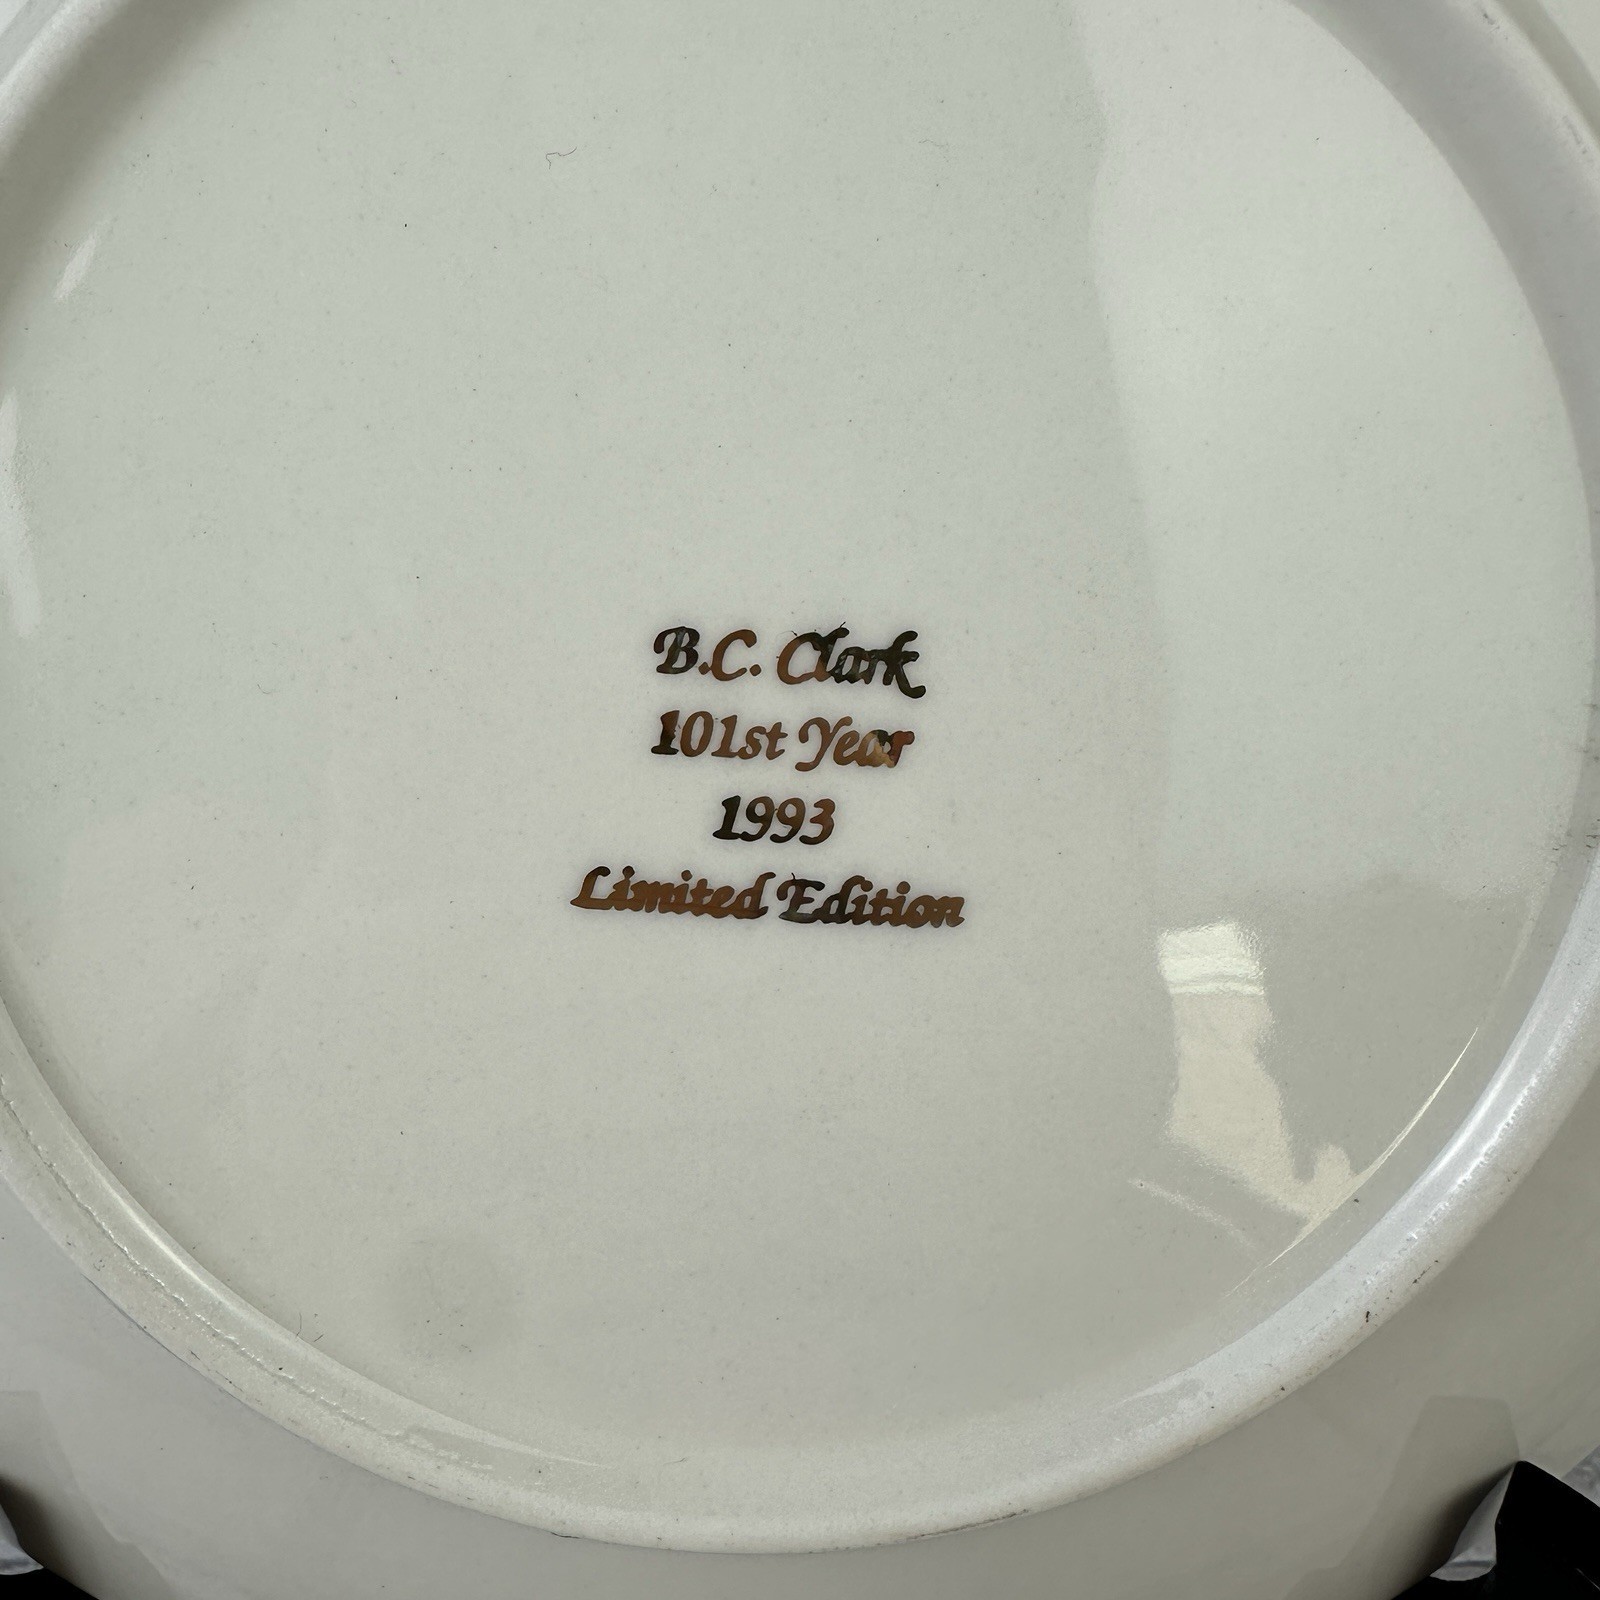 B.C. Clark
101st Year
1993
Limited Edition